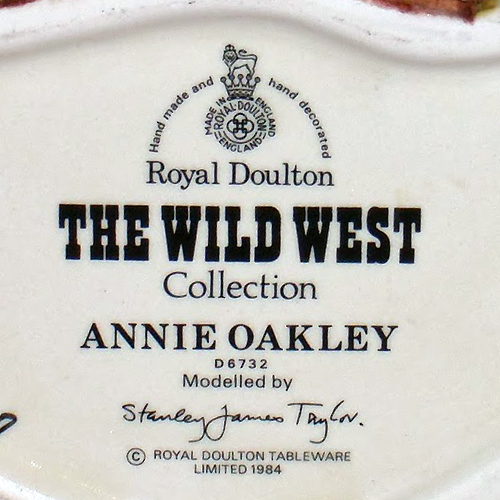 Hand made and hand decorated
MADE IN ENGLAND
ROYAL·DOULTON
ENGLAND
Royal Doulton
THE WILD WEST
Collection
ANNIE OAKLEY
D6732
Modelled by
Stanley James Taylor.
© ROYAL DOULTON TABLEWARE
LIMITED 1984